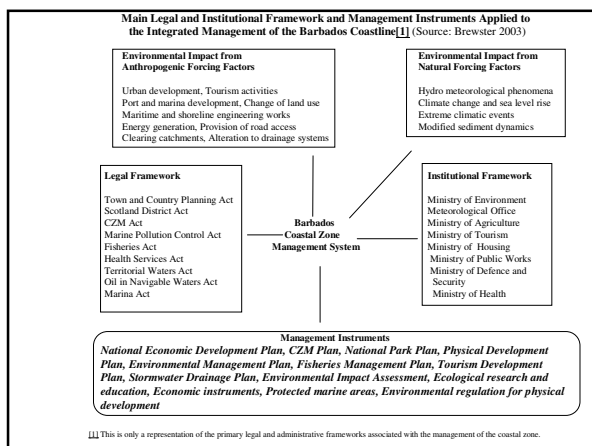 Main Legal and Institutional Framework and Management Instruments Applied to
the Integrated Management of the Barbados Coastline[1] (Source: Brewster 2003)
Environmental Impact from
Anthropogenic Forcing Factors
Urban development, Tourism activities
Port and marina development, Change of land use
Maritime and shoreline engineering works
Energy generation, Provision of road access
Clearing catchments, Alteration to drainage systems
Environmental Impact from
Natural Forcing Factors
Hydro meteorological phenomena
Climate change and sea level rise
Extreme climatic events
Modified sediment dynamics
Legal Framework
Town and Country Planning Act
Scotland District Act
CZM Act
Marine Pollution Control Act
Fisheries Act
Health Services Act
Territorial Waters Act
Oil in Navigable Waters Act
Marina Act
Barbados
Coastal Zone
Management System
Institutional Framework
Ministry of Environment
Meteorological Office
Ministry of Agriculture
Ministry of Tourism
Ministry of Housing
Ministry of Public Works
Ministry of Defence and
Security
Ministry of Health
Management Instruments
National Economic Development Plan, CZM Plan, National Park Plan, Physical Development
Plan, Environmental Management Plan, Fisheries Management Plan, Tourism Development
Plan, Stormwater Drainage Plan, Environmental Impact Assessment, Ecological research and
education, Economic instruments, Protected marine areas, Environmental regulation for physical
development
[1] This is only a representation of the primary legal and administrative frameworks associated with the management of the coastal zone.